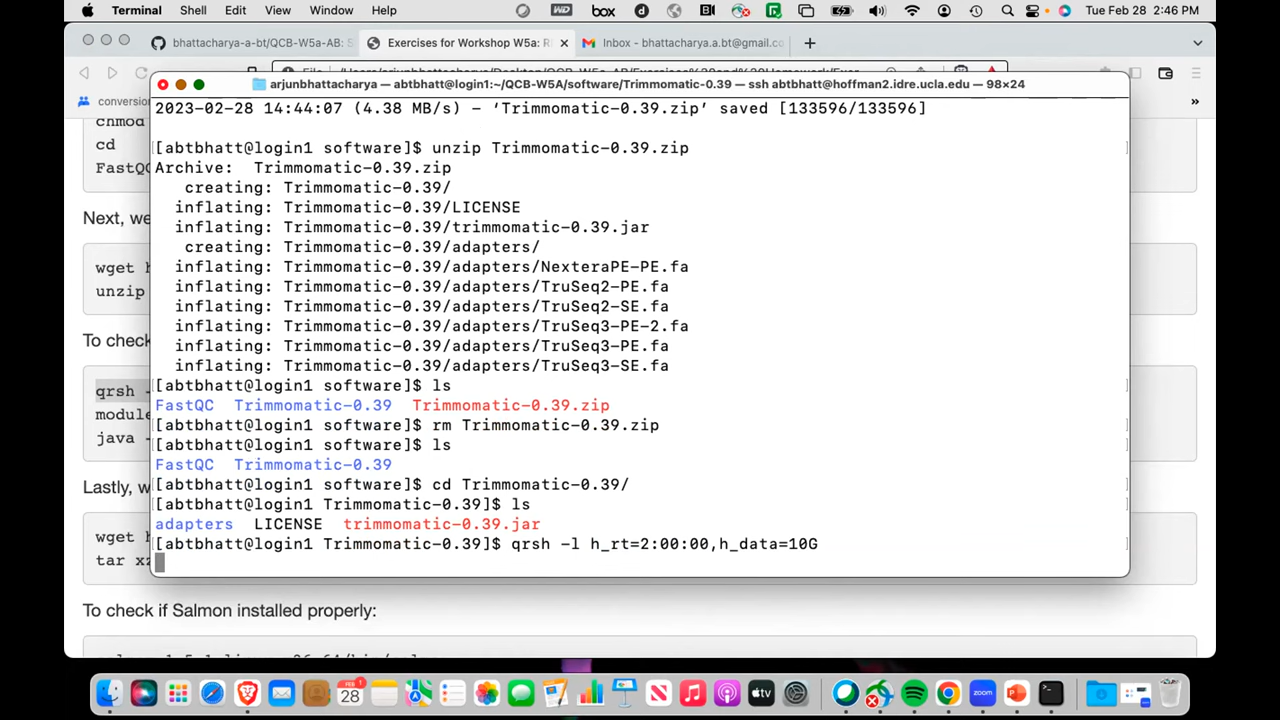 Terminal Shell Edit View Window Help Tue Feb 28 2:46 PM
bhattacharya-a-bt/QCB-W5a-AB: S Exercises for Workshop W5a: RI Inbox - bhattacharya.a.bt@gmail.co
arjunbhattacharya — abtbhatt@login1:~/QCB-W5A/software/Trimmomatic-0.39 — ssh abtbhatt@hoffman2.idre.ucla.edu — 98×24
conversion
chmod
cd
FastQC
Next, we
wget h
unzip
To check
qrsh -
module
java -
Lastly, w
wget h
tar xz
To check if Salmon installed properly:
2023-02-28 14:44:07 (4.38 MB/s) - ‘Trimmomatic-0.39.zip’ saved [133596/133596]
[abtbhatt@login1 software]$ unzip Trimmomatic-0.39.zip
Archive:  Trimmomatic-0.39.zip
creating: Trimmomatic-0.39/
inflating: Trimmomatic-0.39/LICENSE
inflating: Trimmomatic-0.39/trimmomatic-0.39.jar
creating: Trimmomatic-0.39/adapters/
inflating: Trimmomatic-0.39/adapters/NexteraPE-PE.fa
inflating: Trimmomatic-0.39/adapters/TruSeq2-PE.fa
inflating: Trimmomatic-0.39/adapters/TruSeq2-SE.fa
inflating: Trimmomatic-0.39/adapters/TruSeq3-PE-2.fa
inflating: Trimmomatic-0.39/adapters/TruSeq3-PE.fa
inflating: Trimmomatic-0.39/adapters/TruSeq3-SE.fa
[abtbhatt@login1 software]$ ls
FastQC  Trimmomatic-0.39  Trimmomatic-0.39.zip
[abtbhatt@login1 software]$ rm Trimmomatic-0.39.zip
[abtbhatt@login1 software]$ ls
FastQC  Trimmomatic-0.39
[abtbhatt@login1 software]$ cd Trimmomatic-0.39/
[abtbhatt@login1 Trimmomatic-0.39]$ ls
adapters  LICENSE  trimmomatic-0.39.jar
[abtbhatt@login1 Trimmomatic-0.39]$ qrsh -l h_rt=2:00:00,h_data=10G